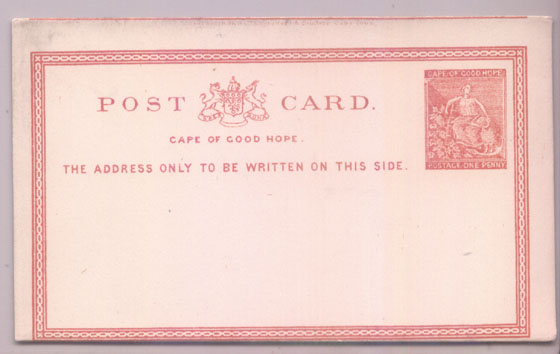 POST CARD.
CAPE OF GOOD HOPE.
THE ADDRESS ONLY TO BE WRITTEN ON THIS SIDE.
CAPE OF GOOD HOPE
POSTAGE ONE PENNY